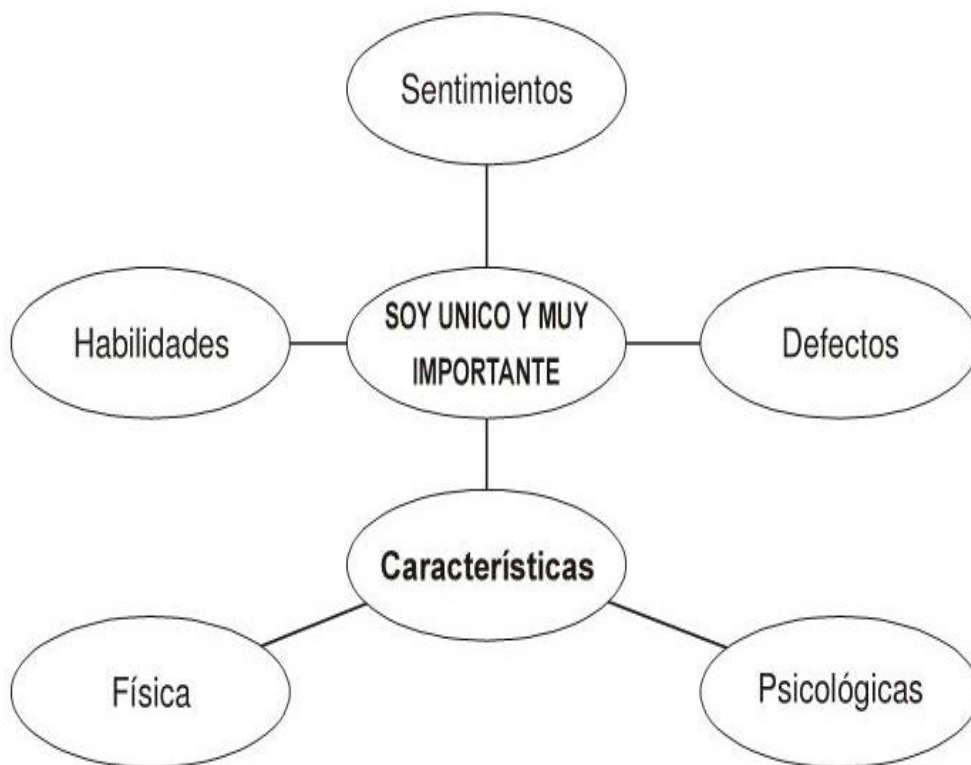 Sentimientos
Habilidades
SOY UNICO Y MUY
IMPORTANTE
Defectos
Características
Física
Psicológicas